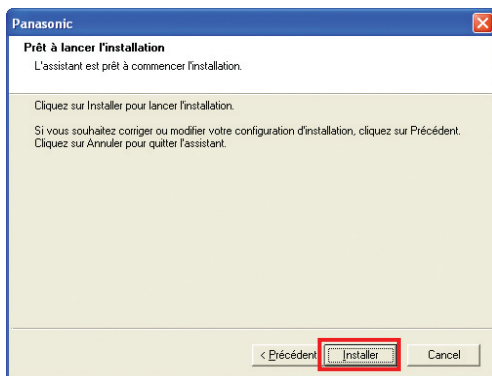 Panasonic
Prêt à lancer l'installation
L'assistant est prêt à commencer l'installation.
Cliquez sur Installer pour lancer l'installation.
Si vous souhaitez corriger ou modifier votre configuration d'installation, cliquez sur Précédent.
Cliquez sur Annuler pour quitter l'assistant.
< Précédent Installer Cancel